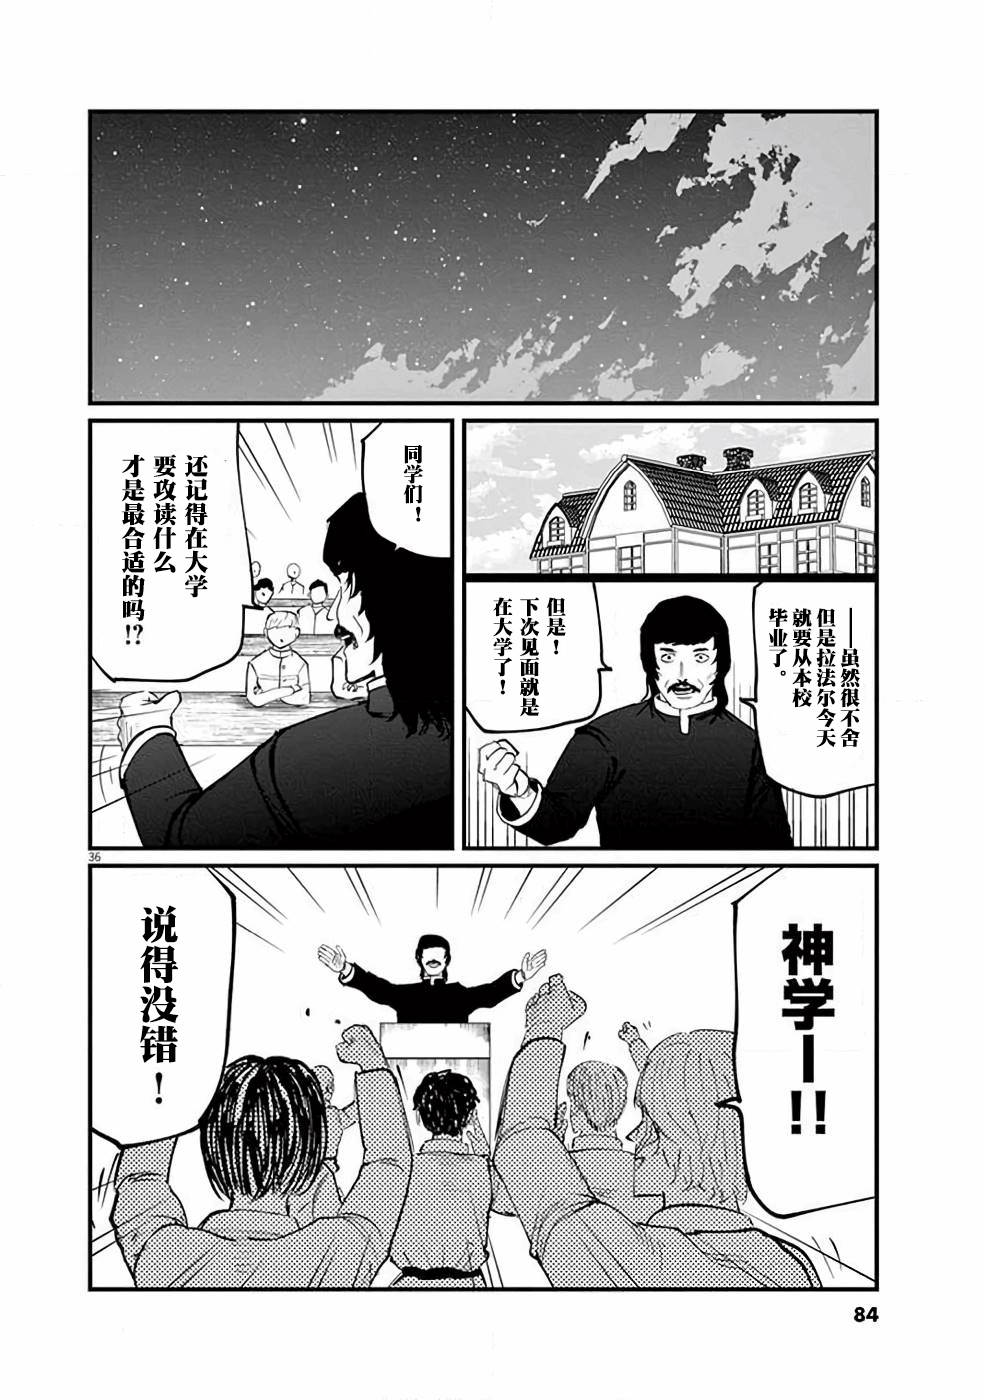 ——虽然很不舍
但是拉法尔今天
就要从本校
毕业了。
但是！
下次见面就是
在大学了！
同学们！
还记得在大学
要攻读什么
才是最合适的吗!?
36
神学ー!!
说得没错！
84